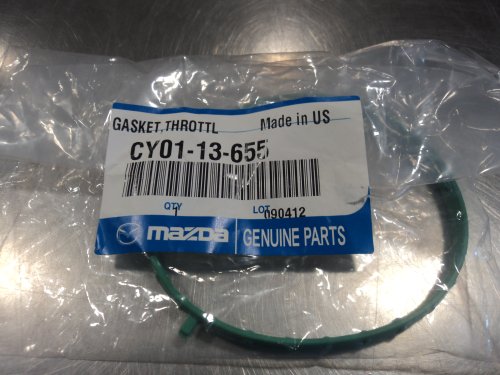 GASKET,THROTTL Made in US
CY01-13-655
QTY LOT
1 090412
mazda GENUINE PARTS